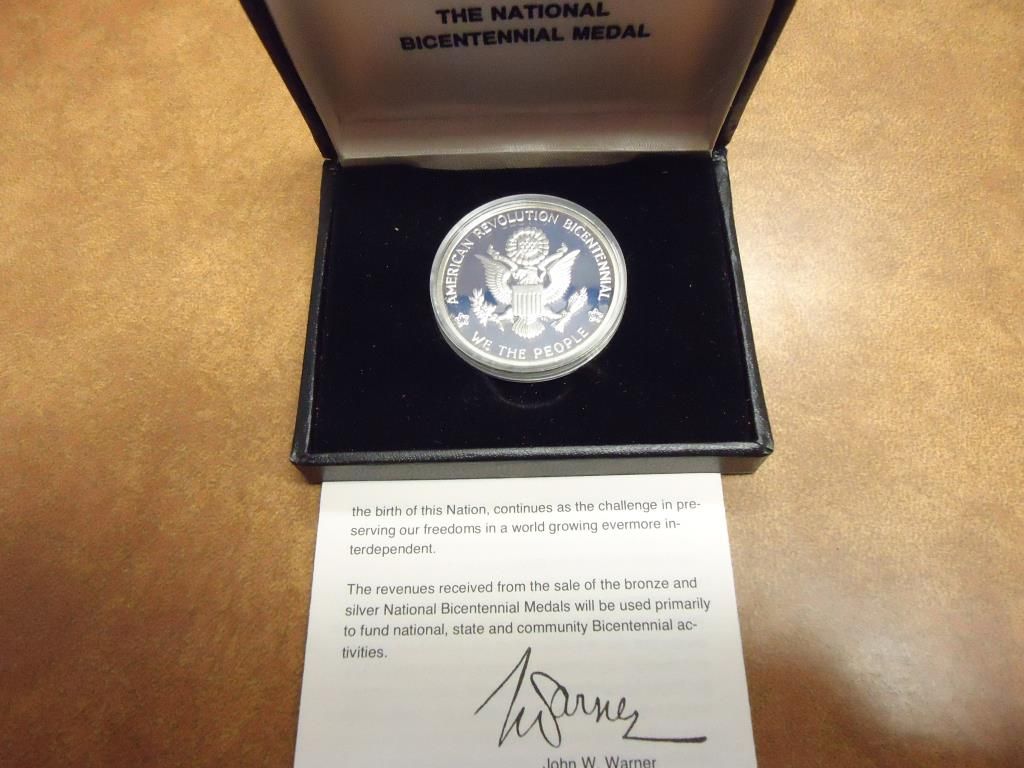 THE NATIONAL
BICENTENNIAL MEDAL
AMERICAN REVOLUTION BICENTENNIAL
WE THE PEOPLE
the birth of this Nation, continues as the challenge in pre-
serving our freedoms in a world growing evermore in-
terdependent.
The revenues received from the sale of the bronze and
silver National Bicentennial Medals will be used primarily
to fund national, state and community Bicentennial ac-
tivities.
JWarner
John W. Warner